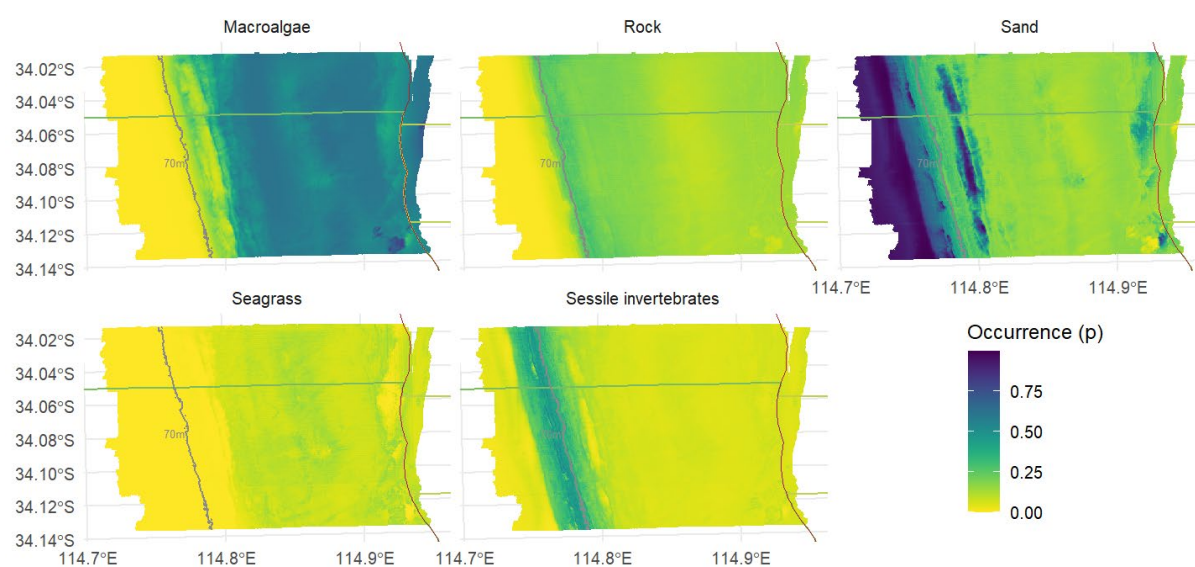 Macroalgae
Rock
Sand
34.02°S
34.04°S
34.06°S
34.08°S
34.10°S
34.12°S
34.14°S
70m
70m
70m
114.7°E
114.8°E
114.9°E
Seagrass
Sessile invertebrates
Occurrence (p)
34.02°S
34.04°S
34.06°S
34.08°S
34.10°S
34.12°S
34.14°S
70m
70m
0.75
0.50
0.25
0.00
114.7°E
114.8°E
114.9°E
114.7°E
114.8°E
114.9°E